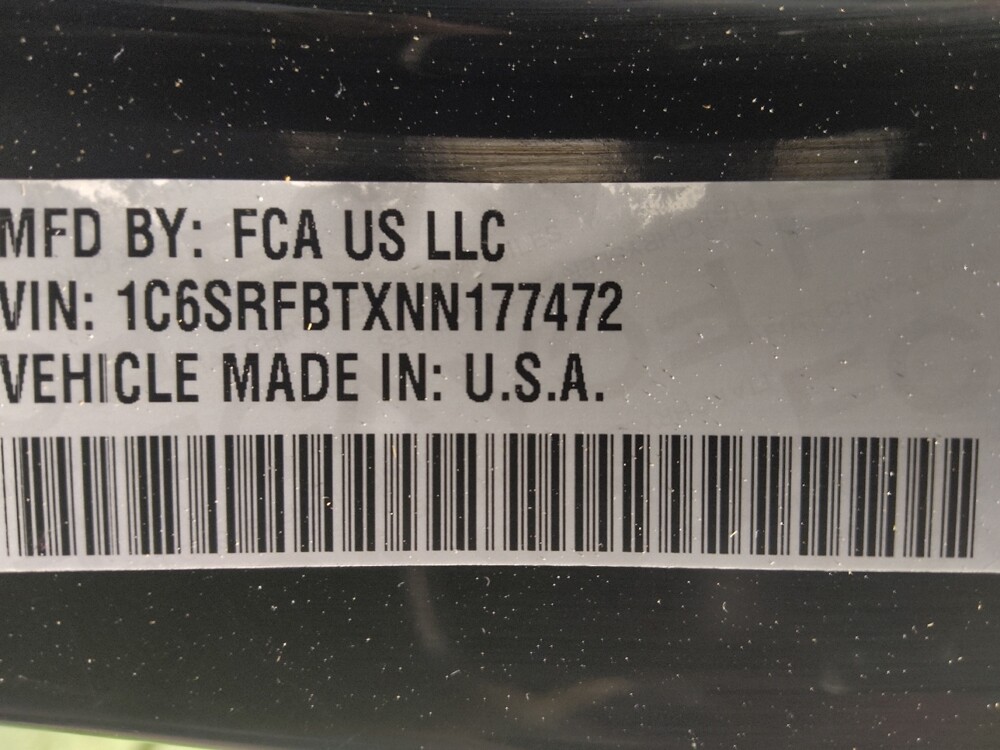 MFD BY: FCA US LLC
VIN: 1C6SRFBTXNN177472
VEHICLE MADE IN: U.S.A.